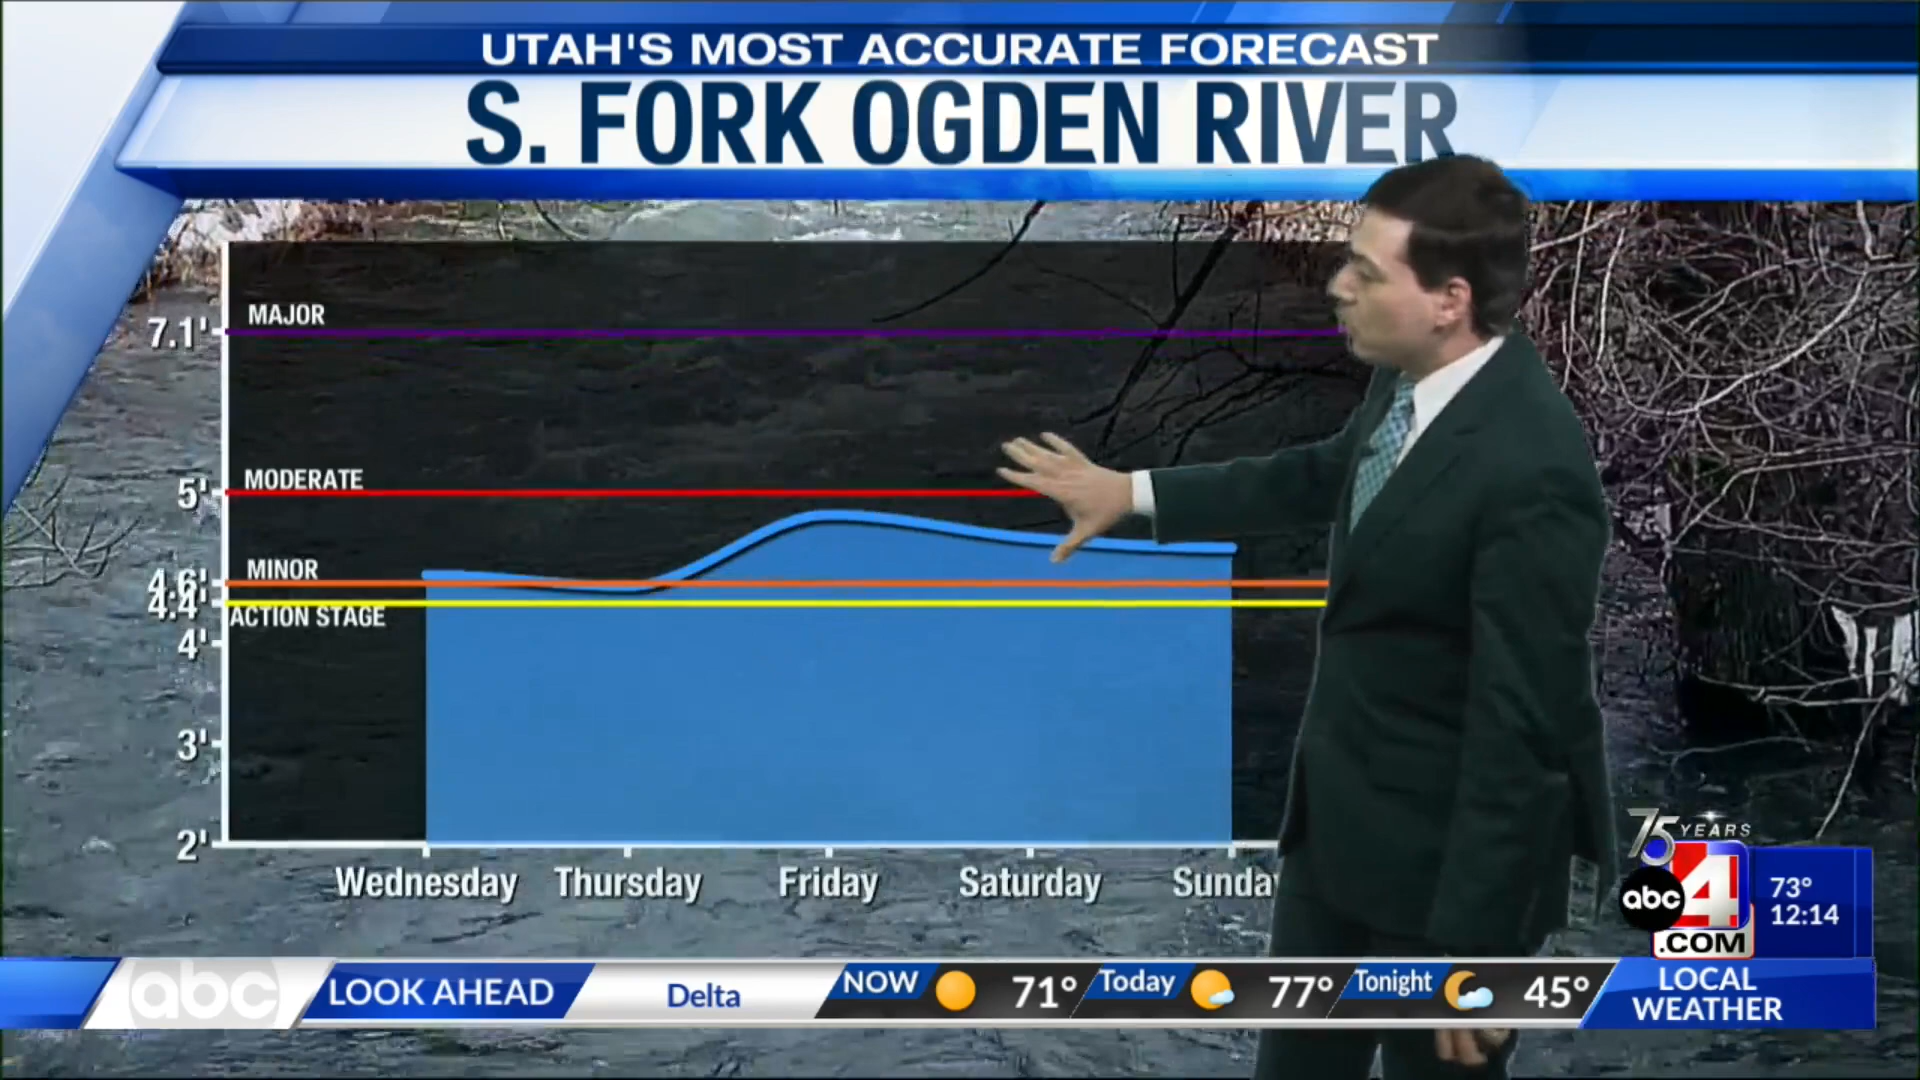 UTAH'S MOST ACCURATE FORECAST
S. FORK OGDEN RIVER
MAJOR
7.1'
MODERATE
5'
MINOR
4.6'
4.4'
ACTION STAGE
4'
3'
2'
Wednesday Thursday Friday Saturday Sunda
75 YEARS
abc 4
.COM
73°
12:14
abc LOOK AHEAD Delta NOW 71° Today 77° Tonight 45° LOCAL WEATHER